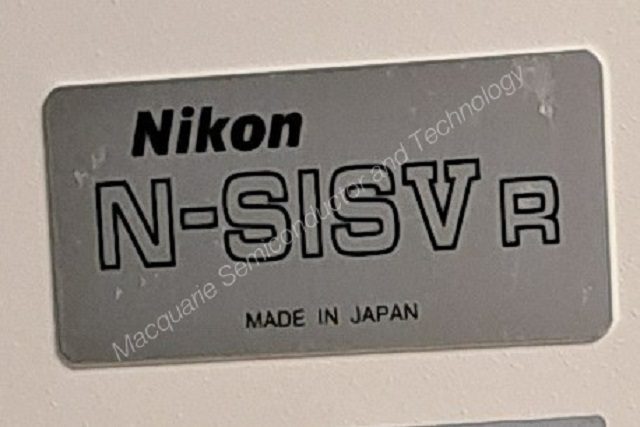 Nikon
N-SISV R
MADE IN JAPAN
Macquarie Semiconductor and Technology